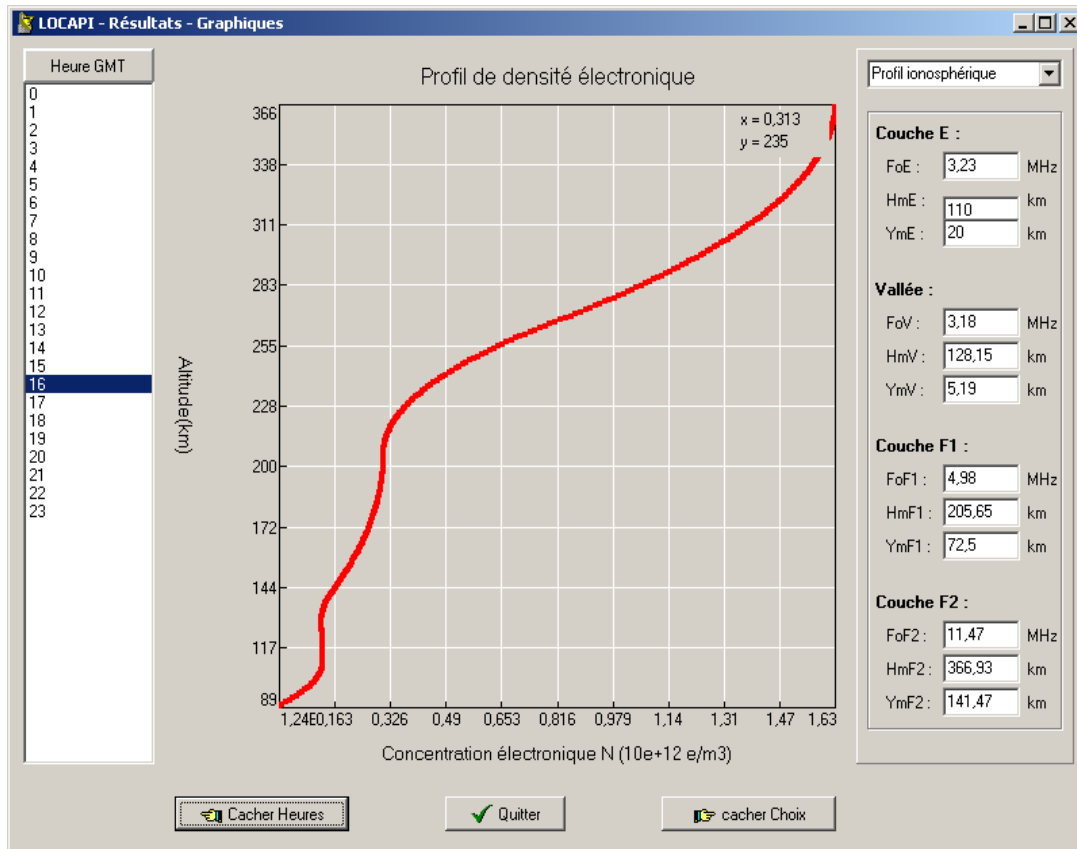 LOCAPI - Résultats - Graphiques
Heure GMT
0
1
2
3
4
5
6
7
8
9
10
11
12
13
14
15
16
17
18
19
20
21
22
23
Profil de densité électronique
x = 0,313
y = 235
Altitude(km)
366
338
311
283
255
228
200
172
144
117
89
1,24E0,163 0,326 0,49 0,653 0,816 0,979 1,14 1,31 1,47 1,63
Concentration électronique N (10e+12 e/m3)
Profil ionosphérique
Couche E :
FoE : 3,23 MHz
HmE : 110 km
YmE : 20 km
Vallée :
FoV : 3,18 MHz
HmV : 128,15 km
YmV : 5,19 km
Couche F1 :
FoF1 : 4,98 MHz
HmF1 : 205,65 km
YmF1 : 72,5 km
Couche F2 :
FoF2 : 11,47 MHz
HmF2 : 366,93 km
YmF2 : 141,47 km
Cacher Heures
Quitter
cacher Choix